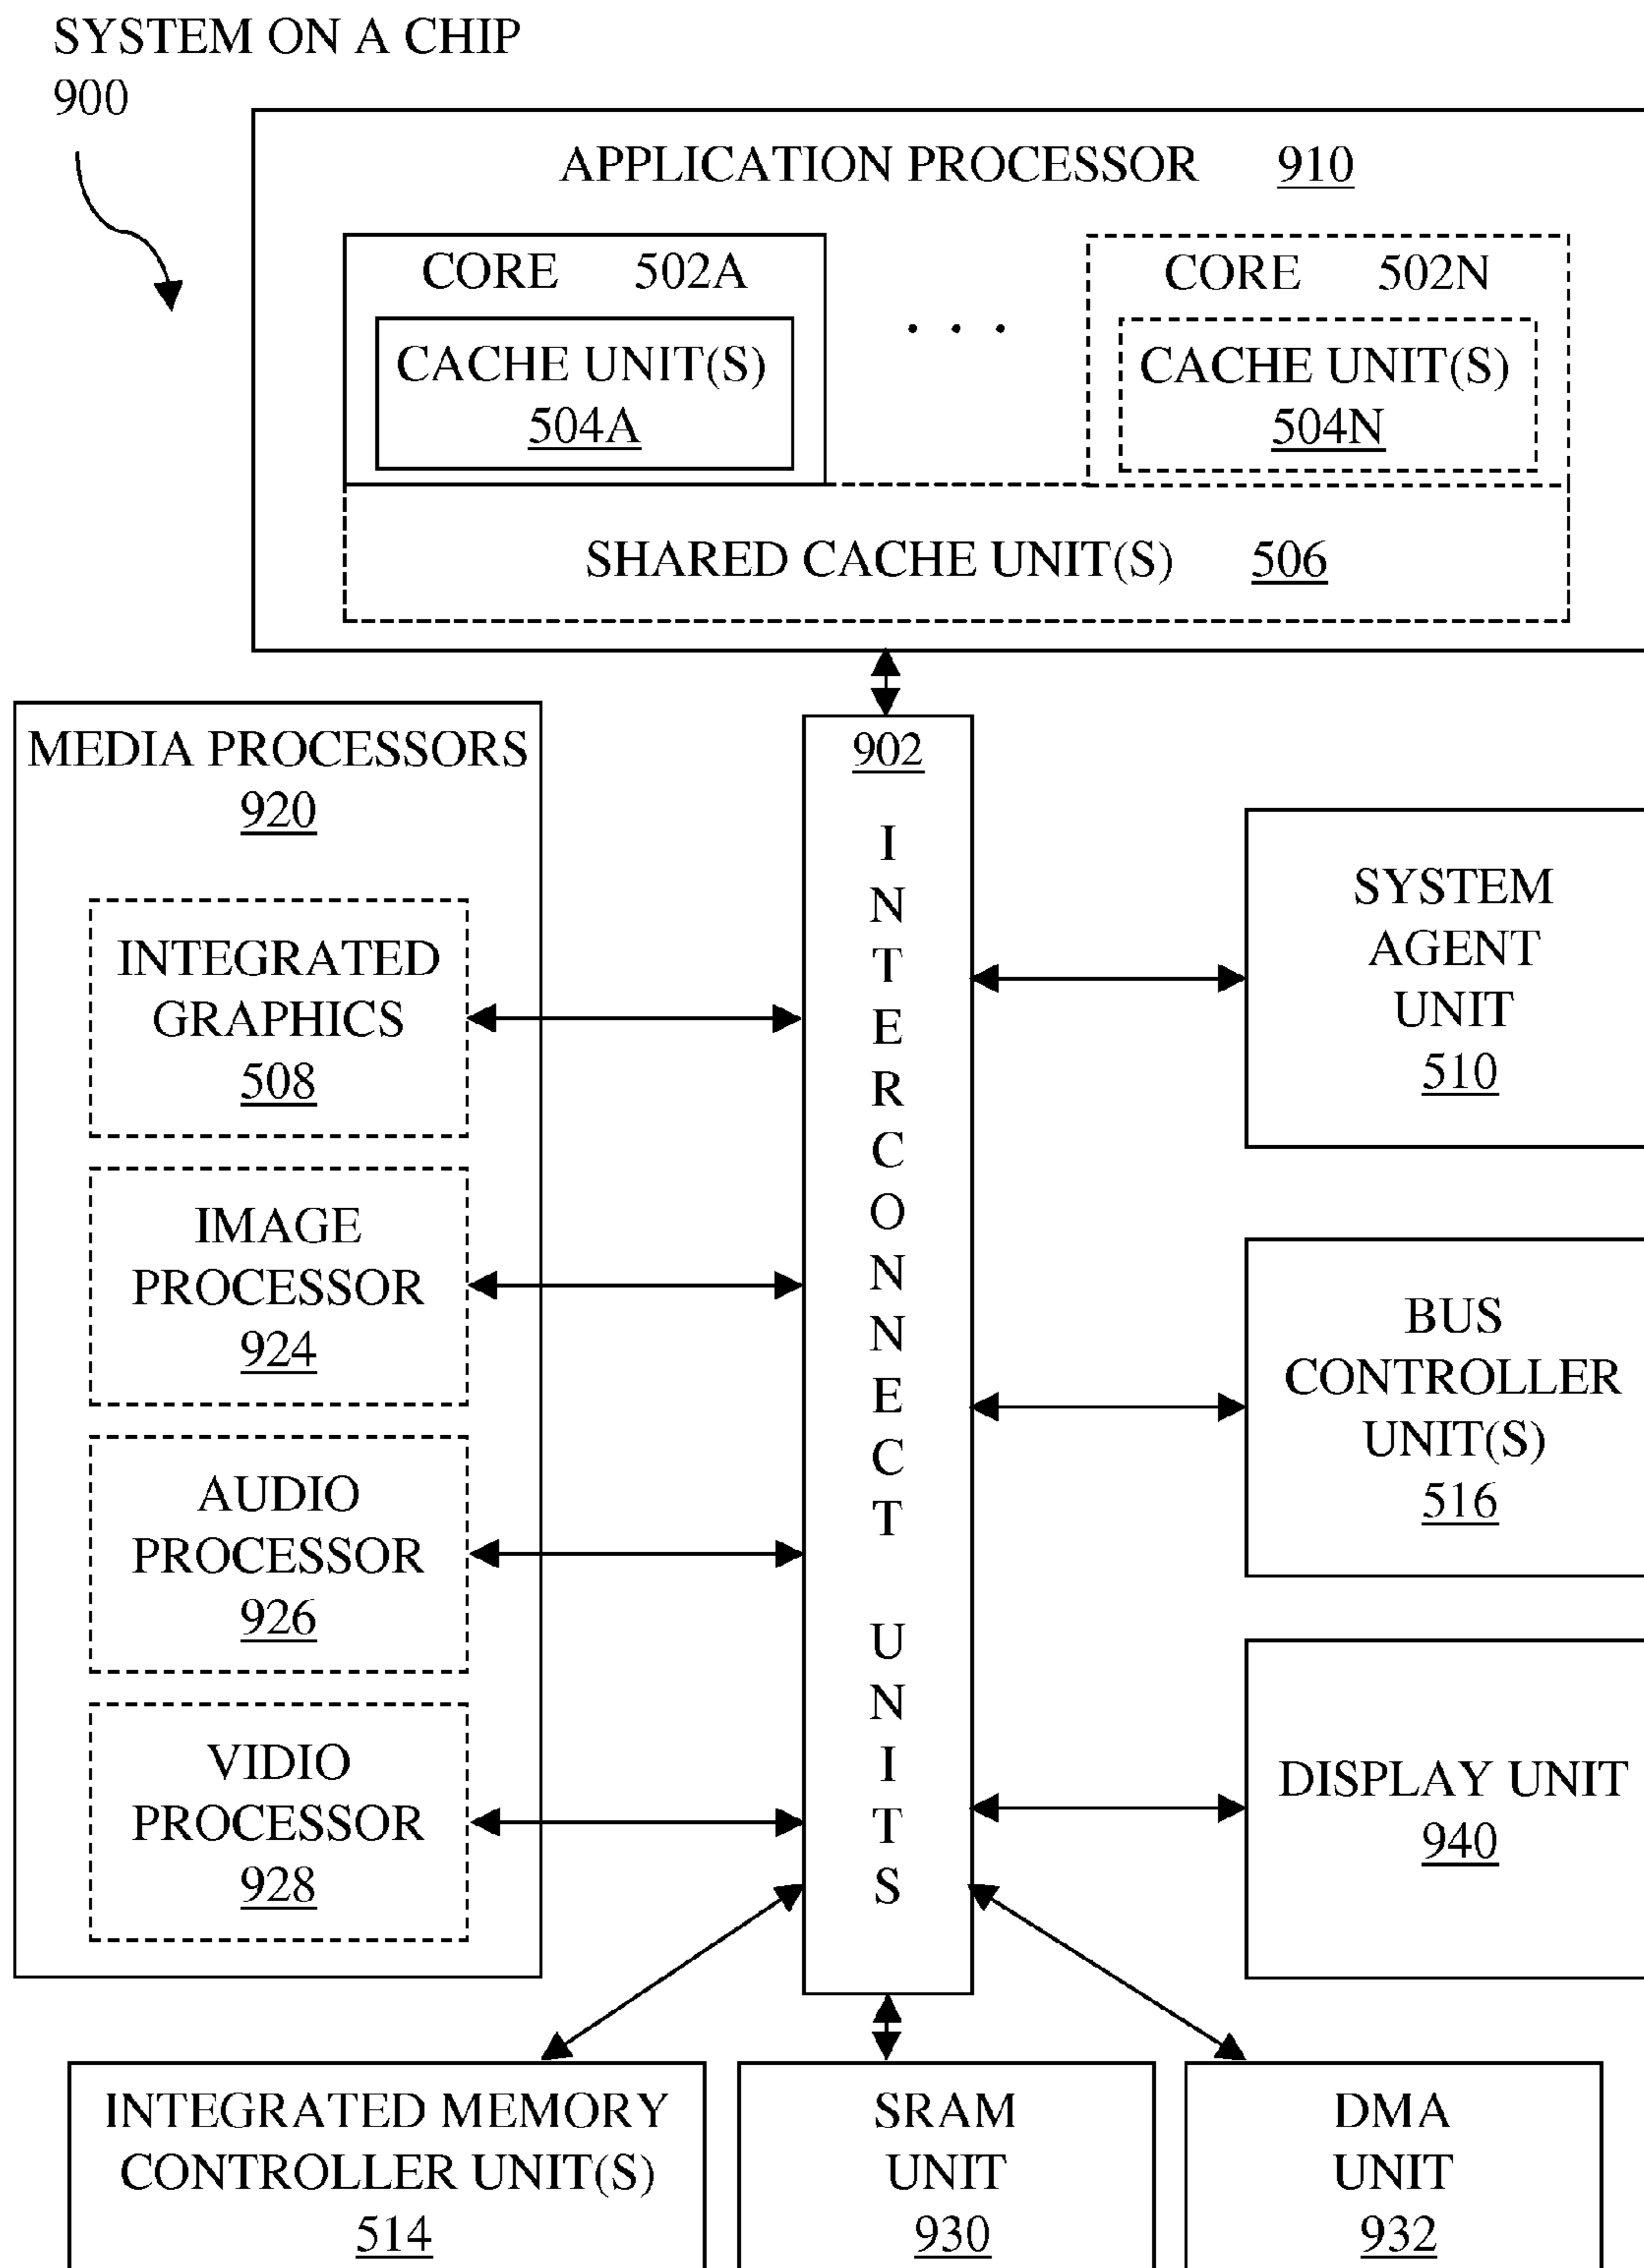 SYSTEM ON A CHIP
900
APPLICATION PROCESSOR 910
CORE 502A
CACHE UNIT(S)
504A
. . .
CORE 502N
CACHE UNIT(S)
504N
SHARED CACHE UNIT(S) 506
MEDIA PROCESSORS
920
INTEGRATED
GRAPHICS
508
IMAGE
PROCESSOR
924
AUDIO
PROCESSOR
926
VIDIO
PROCESSOR
928
902
INTERCONNECT UNITS
SYSTEM
AGENT
UNIT
510
BUS
CONTROLLER
UNIT(S)
516
DISPLAY UNIT
940
INTEGRATED MEMORY
CONTROLLER UNIT(S)
514
SRAM
UNIT
930
DMA
UNIT
932